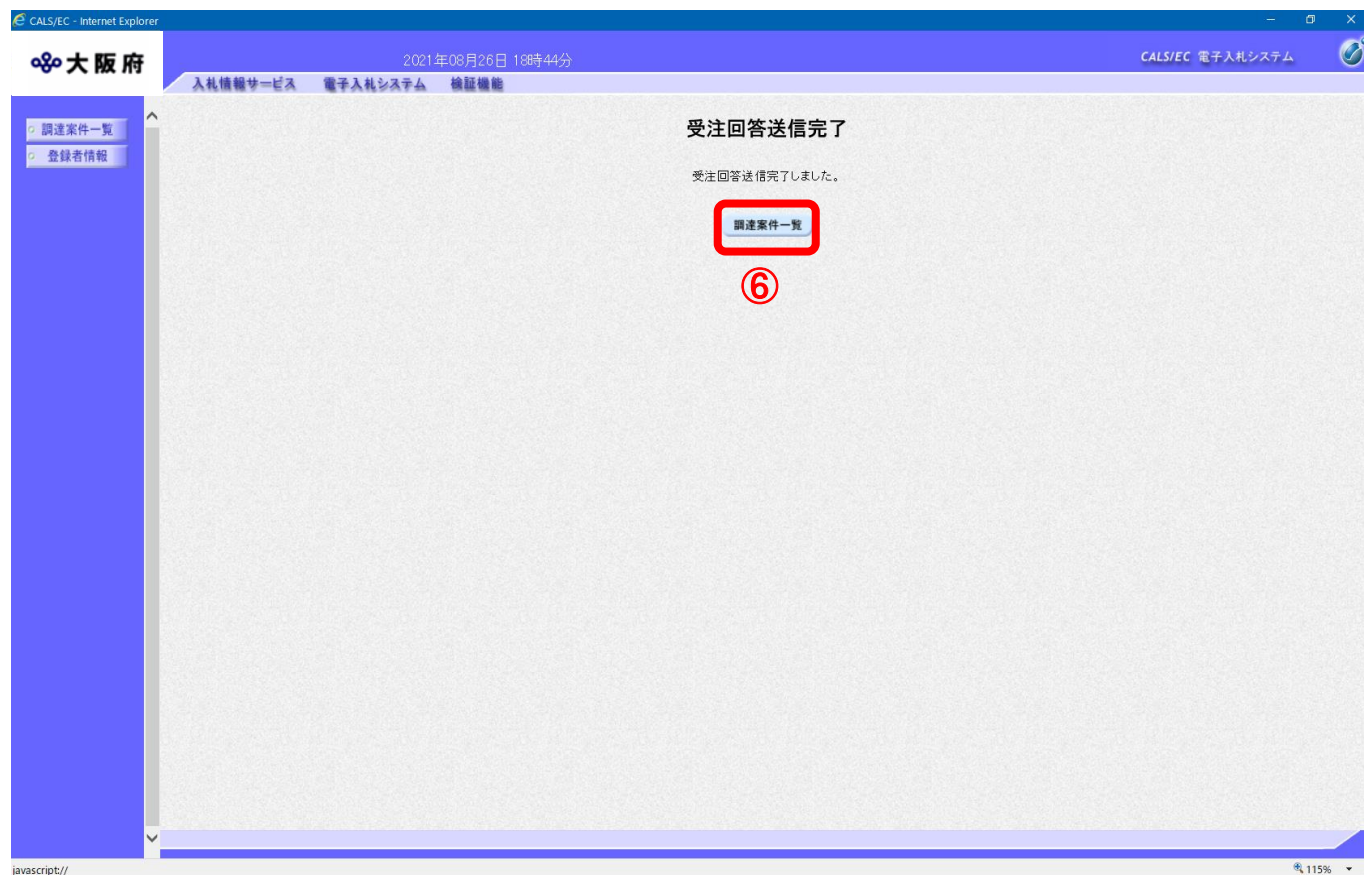 CALS/EC - Internet Explorer
大阪府
2021年08月26日 18時44分
CALS/EC 電子入札システム
入札情報サービス 電子入札システム 検証機能
調達案件一覧
登録者情報
受注回答送信完了
受注回答送信完了しました。
調達案件一覧
⑥
javascript://
115%